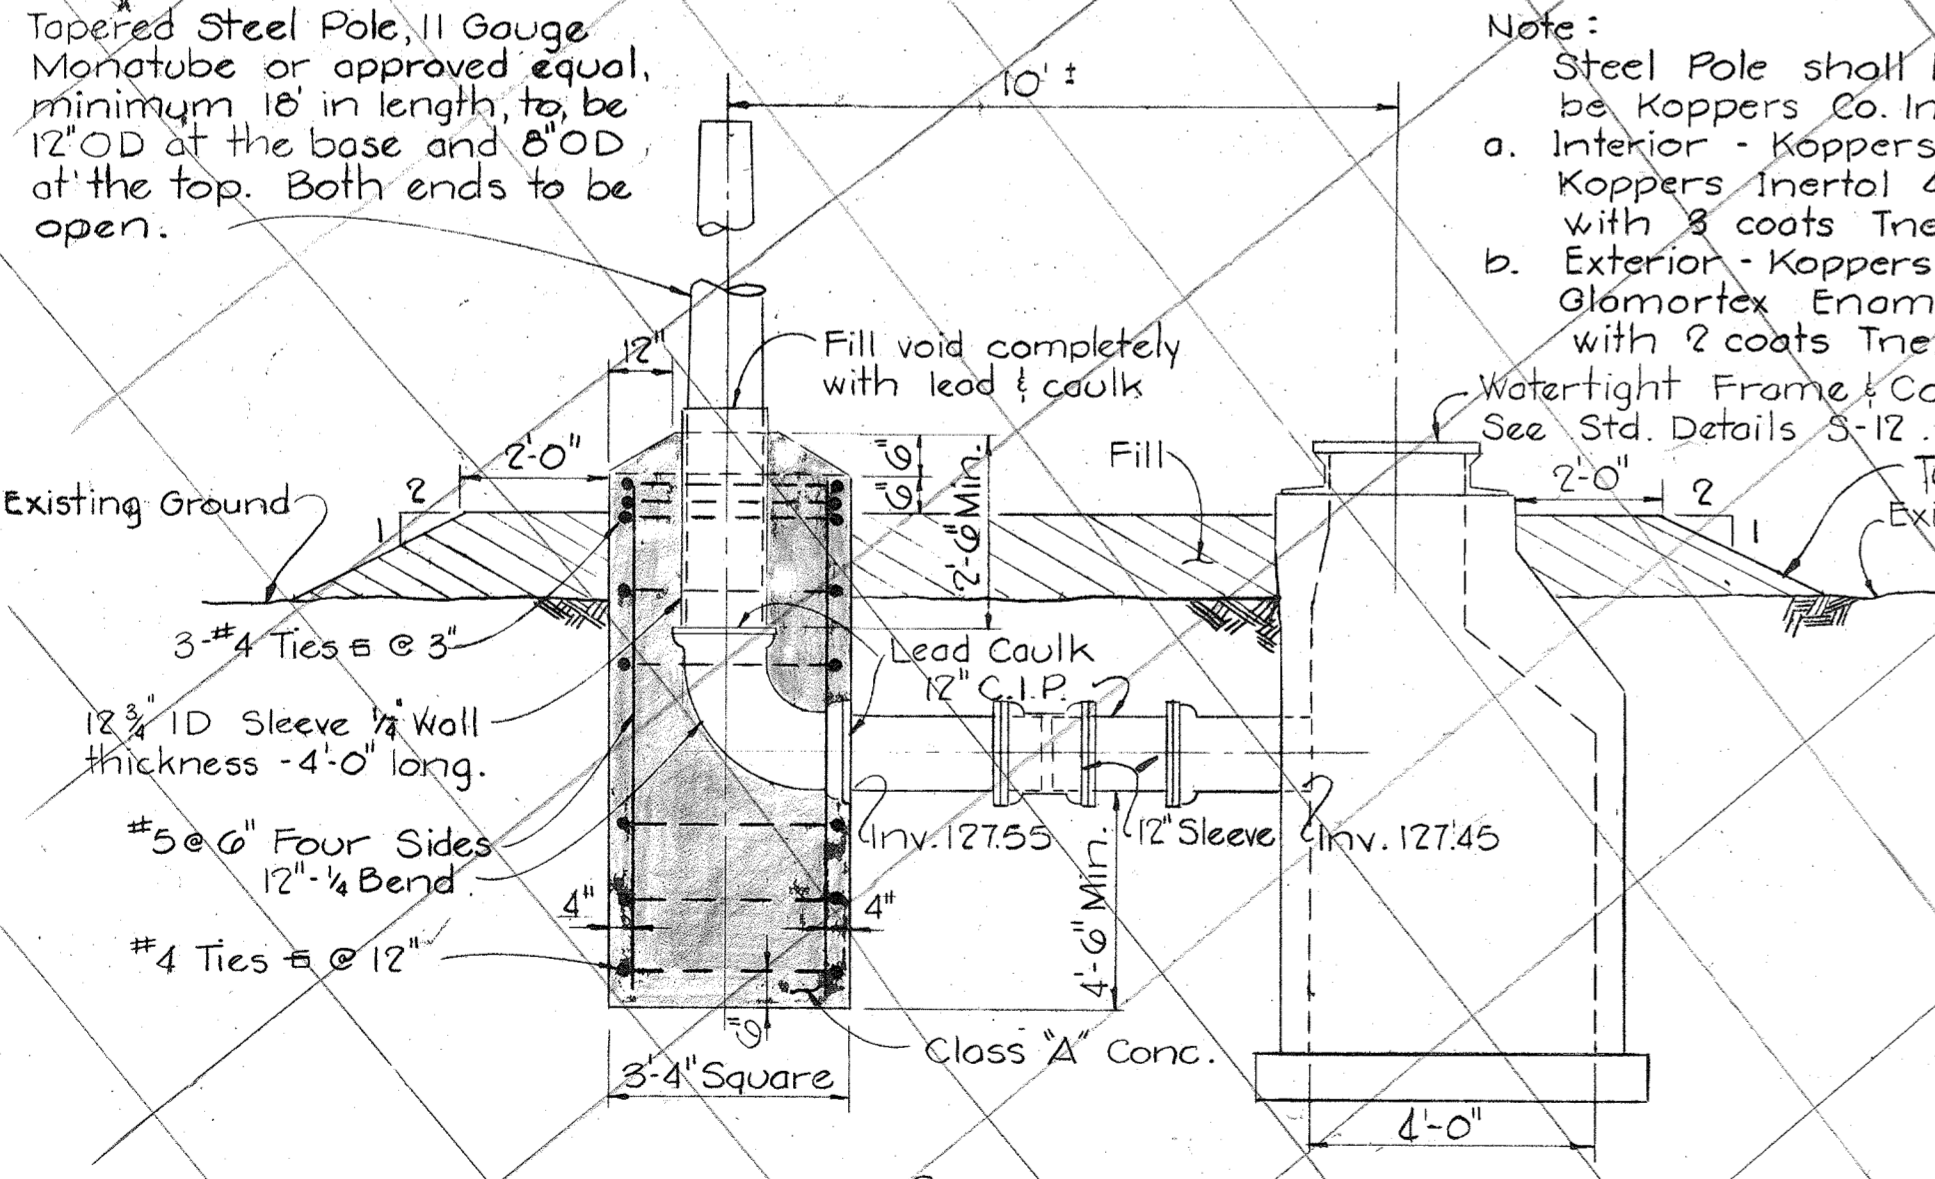 Tapered Steel Pole, 11 Gauge
Monotube or approved equal,
minimum 18' in length, to, be
12"OD at the base and 8"OD
at the top. Both ends to be
open.
10' ±
Note:
Steel Pole shall
be Koppers Co. In
a. Interior - Koppers
Koppers Inertol
with 3 coats Tne
b. Exterior - Koppers
Glamortex Enam
with 2 coats Tne
Watertight Frame & Co
See Std. Details S-12.
12"
Fill void completely
with lead & caulk
2'-0"
6"
6"
2'-6" Min.
Fill
2'-0"
2
1
Existing Ground
2
1
To
Exi
3-#4 Ties @ 3"
Lead Caulk
12" C.I.P.
12 3/4" ID Sleeve 1/4" Wall
thickness - 4'-0" long.
#5 @ 6" Four Sides
12"-1/4 Bend
Inv. 127.55
12" Sleeve
Inv. 127.45
4"
4"
4'-6" Min.
#4 Ties @ 12"
6"
Class "A" Conc.
3'-4" Square
4'-0"